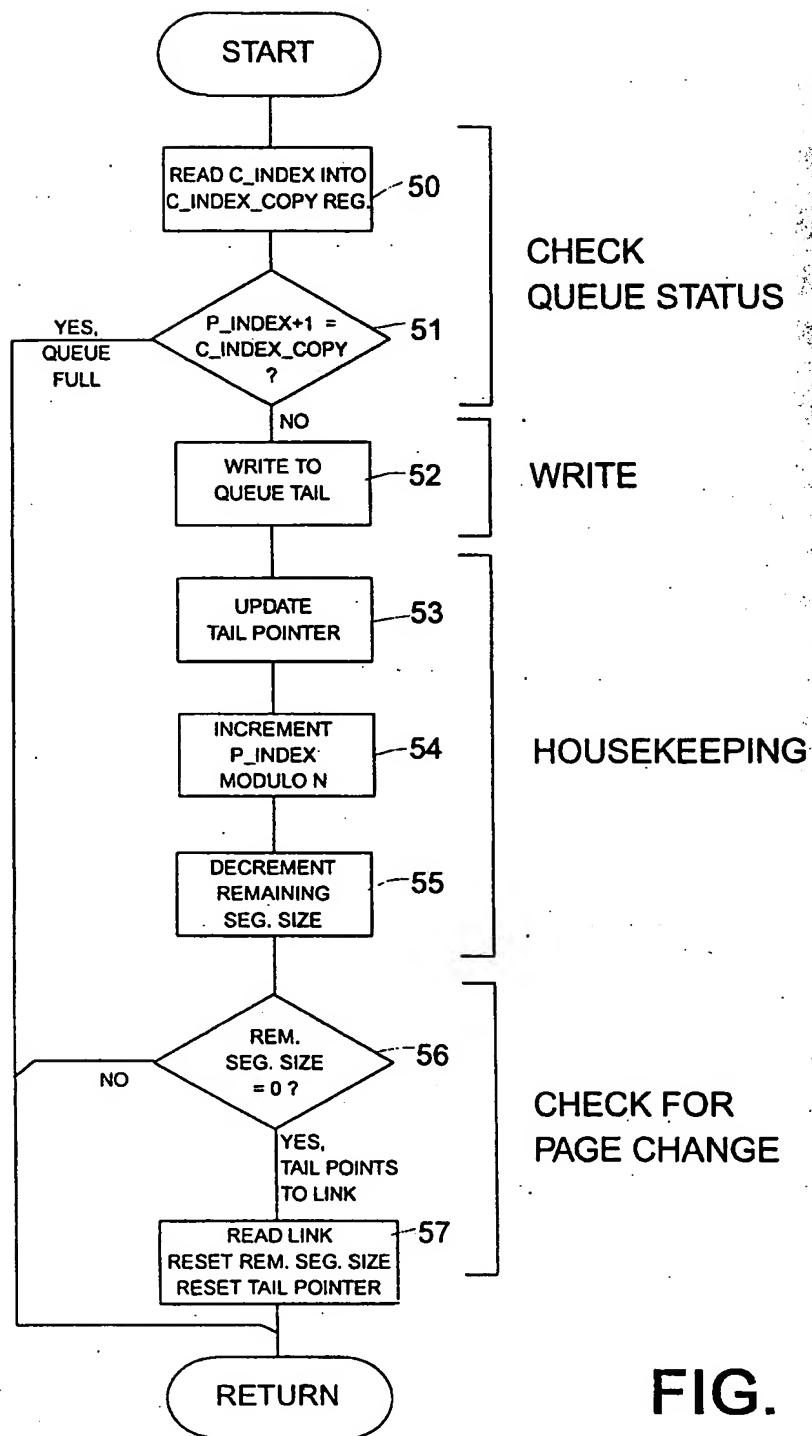 START
READ C_INDEX INTO
C_INDEX_COPY REG.
50
CHECK
QUEUE STATUS
P_INDEX+1 =
C_INDEX_COPY
?
51
YES,
QUEUE
FULL
NO
WRITE TO
QUEUE TAIL
52
WRITE
UPDATE
TAIL POINTER
53
INCREMENT
P_INDEX
MODULO N
54
HOUSEKEEPING
DECREMENT
REMAINING
SEG. SIZE
55
REM.
SEG. SIZE
= 0 ?
56
NO
YES,
TAIL POINTS
TO LINK
CHECK FOR
PAGE CHANGE
READ LINK
RESET REM. SEG. SIZE
RESET TAIL POINTER
57
RETURN
FIG.